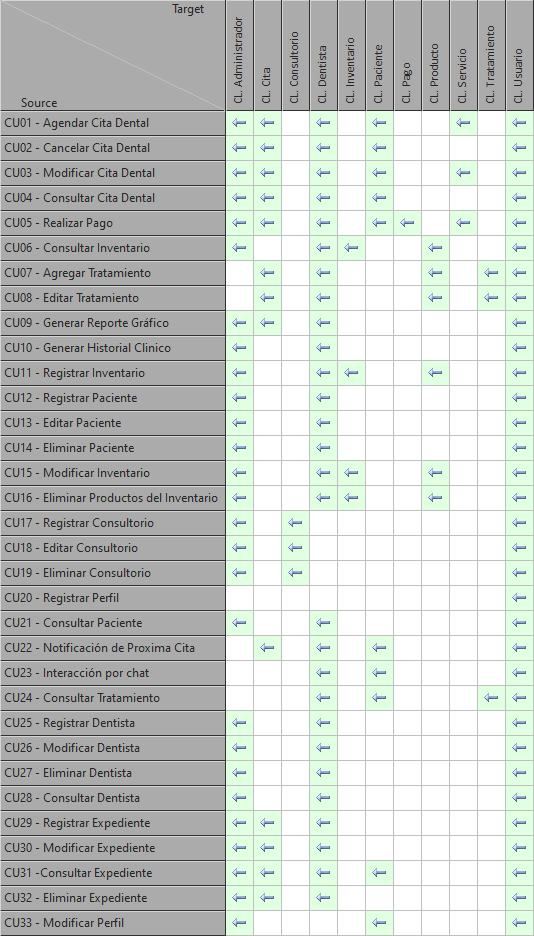 Target
Source
CL. Administrador
CL. Cita
CL. Consultorio
CL. Dentista
CL. Inventario
CL. Paciente
CL. Pago
CL. Producto
CL. Servicio
CL. Tratamiento
CL. Usuario
CU01 - Agendar Cita Dental
CU02 - Cancelar Cita Dental
CU03 - Modificar Cita Dental
CU04 - Consultar Cita Dental
CU05 - Realizar Pago
CU06 - Consultar Inventario
CU07 - Agregar Tratamiento
CU08 - Editar Tratamiento
CU09 - Generar Reporte Gráfico
CU10 - Generar Historial Clinico
CU11 - Registrar Inventario
CU12 - Registrar Paciente
CU13 - Editar Paciente
CU14 - Eliminar Paciente
CU15 - Modificar Inventario
CU16 - Eliminar Productos del Inventario
CU17 - Registrar Consultorio
CU18 - Editar Consultorio
CU19 - Eliminar Consultorio
CU20 - Registrar Perfil
CU21 - Consultar Paciente
CU22 - Notificación de Proxima Cita
CU23 - Interacción por chat
CU24 - Consultar Tratamiento
CU25 - Registrar Dentista
CU26 - Modificar Dentista
CU27 - Eliminar Dentista
CU28 - Consultar Dentista
CU29 - Registrar Expediente
CU30 - Modificar Expediente
CU31 -Consultar Expediente
CU32 - Eliminar Expediente
CU33 - Modificar Perfil